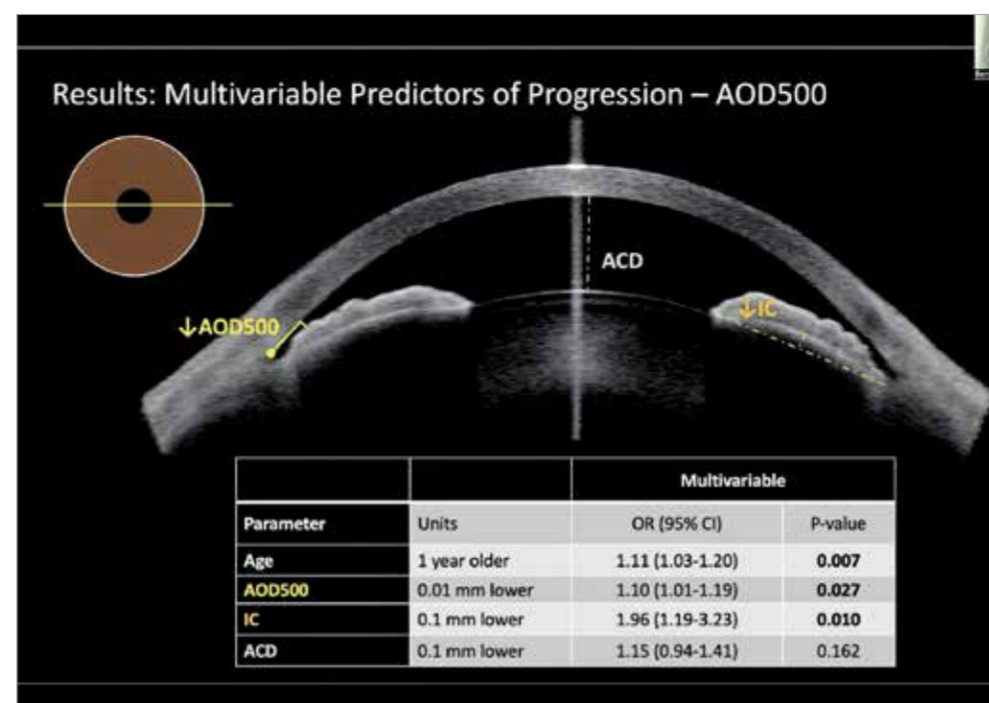 Results: Multivariable Predictors of Progression – AOD500
ACD
↓AOD500
↓IC
Multivariable
Parameter Units OR (95% CI) P-value
Age 1 year older 1.11 (1.03-1.20) 0.007
AOD500 0.01 mm lower 1.10 (1.01-1.19) 0.027
IC 0.1 mm lower 1.96 (1.19-3.23) 0.010
ACD 0.1 mm lower 1.15 (0.94-1.41) 0.162